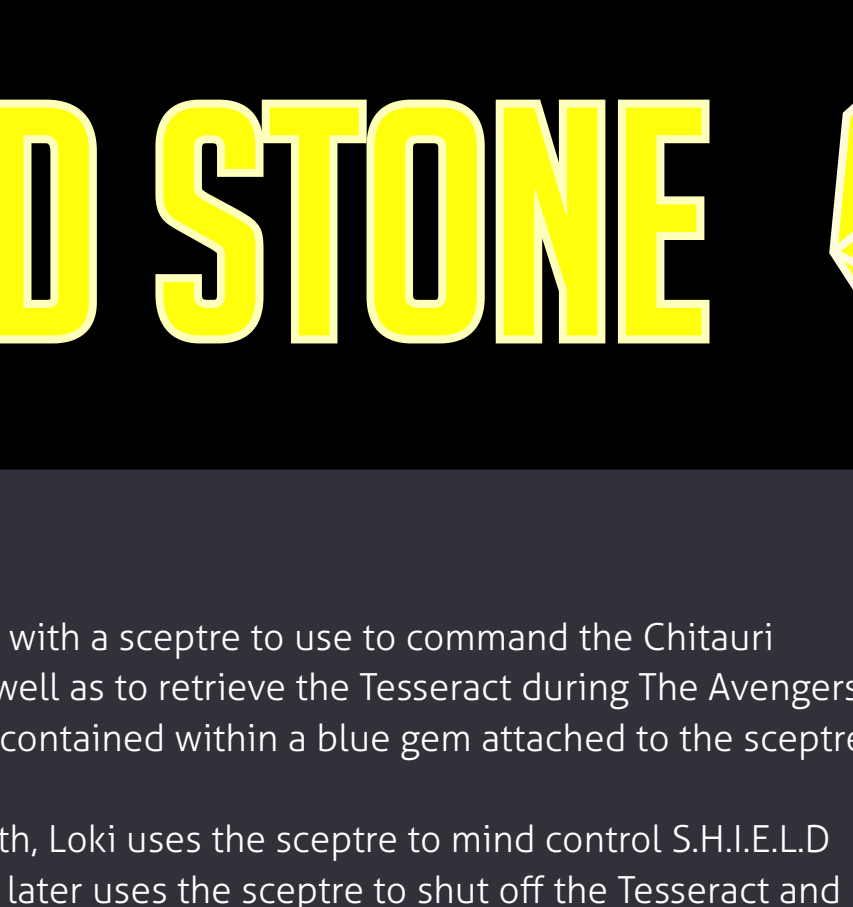 D STONE
with a sceptre to use to command the Chitauri
well as to retrieve the Tesseract during The Avengers
contained within a blue gem attached to the sceptre
th, Loki uses the sceptre to mind control S.H.I.E.L.D
later uses the sceptre to shut off the Tesseract and